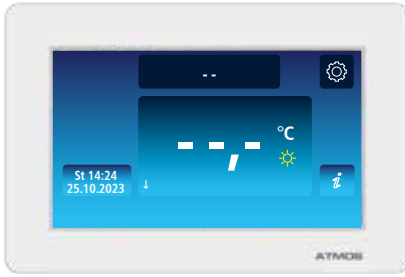 - -
– –,–
°C
St 14:24
25.10.2023
↓
i
ATMOS